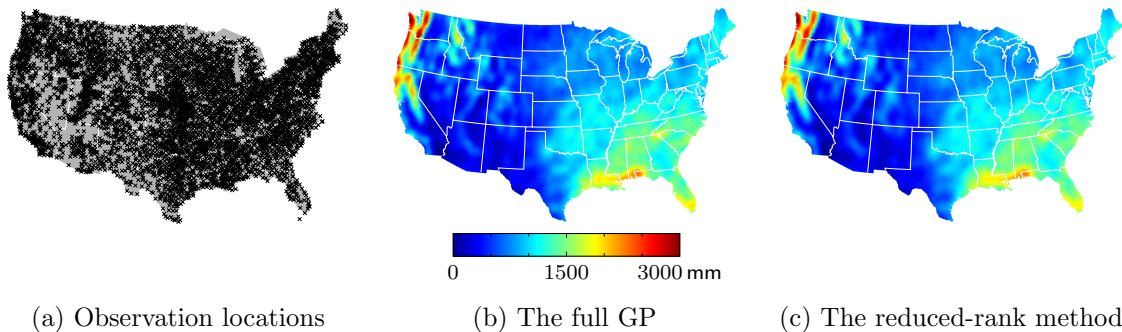 0 1500 3000 mm
(a) Observation locations (b) The full GP (c) The reduced-rank method